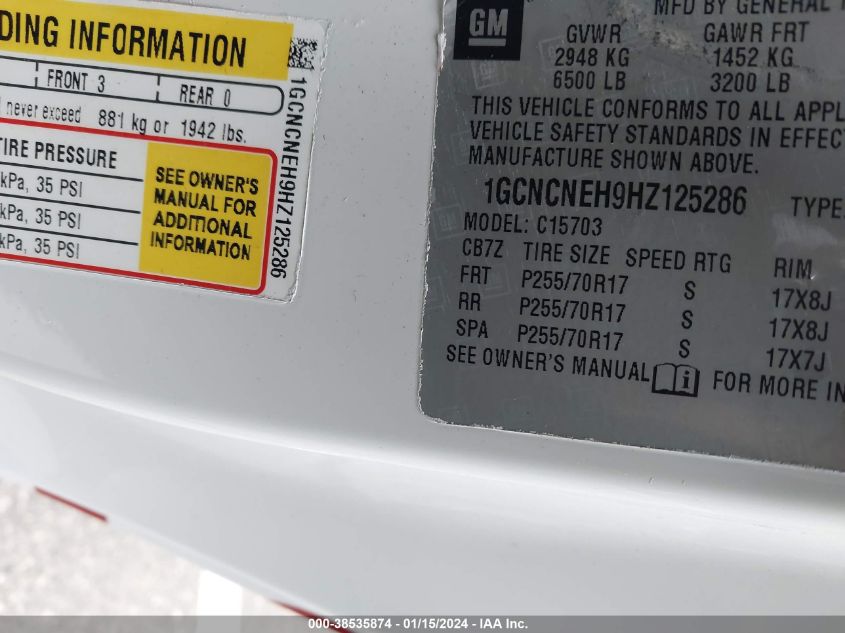 DING INFORMATION
FRONT 3
REAR 0
never exceed 881 kg or 1942 lbs.
TIRE PRESSURE
kPa, 35 PSI
kPa, 35 PSI
kPa, 35 PSI
SEE OWNER'S
MANUAL FOR
ADDITIONAL
INFORMATION
1GCNCNEH9HZ125286
GM
MFD BY GENERAL
GVWR GAWR FRT
2948 KG 1452 KG
6500 LB 3200 LB
THIS VEHICLE CONFORMS TO ALL APPL
VEHICLE SAFETY STANDARDS IN EFFECT
MANUFACTURE SHOWN ABOVE.
1GCNCNEH9HZ125286 TYPE:
MODEL: C15703
CB7Z TIRE SIZE SPEED RTG RIM
FRT P255/70R17 S 17X8J
RR P255/70R17 S 17X8J
SPA P255/70R17 S 17X7J
SEE OWNER'S MANUAL i FOR MORE IN
000-38535874 - 01/15/2024 - IAA Inc.